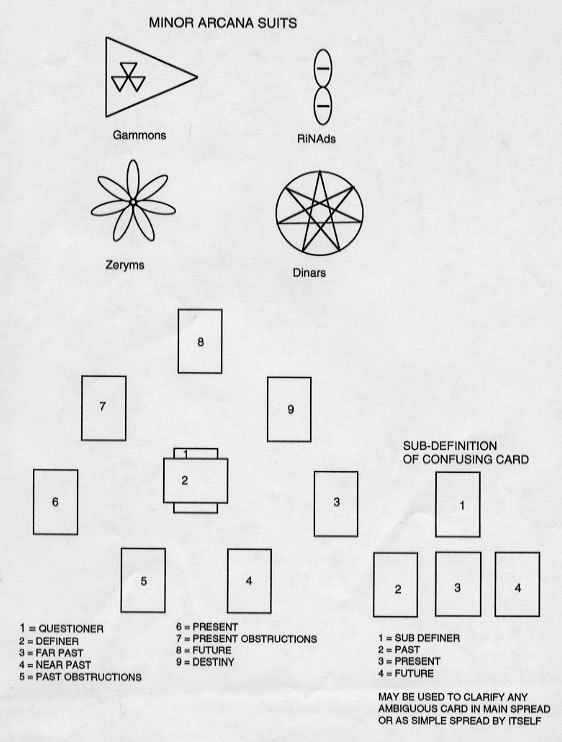 MINOR ARCANA SUITS
Gammons
RiNAds
Zeryms
Dinars
8
7
9
1
2
6
3
5
4
SUB-DEFINITION
OF CONFUSING CARD
1
2
3
4
1 = QUESTIONER
2 = DEFINER
3 = FAR PAST
4 = NEAR PAST
5 = PAST OBSTRUCTIONS
6 = PRESENT
7 = PRESENT OBSTRUCTIONS
8 = FUTURE
9 = DESTINY
1 = SUB DEFINER
2 = PAST
3 = PRESENT
4 = FUTURE
MAY BE USED TO CLARIFY ANY
AMBIGUOUS CARD IN MAIN SPREAD
OR AS SIMPLE SPREAD BY ITSELF